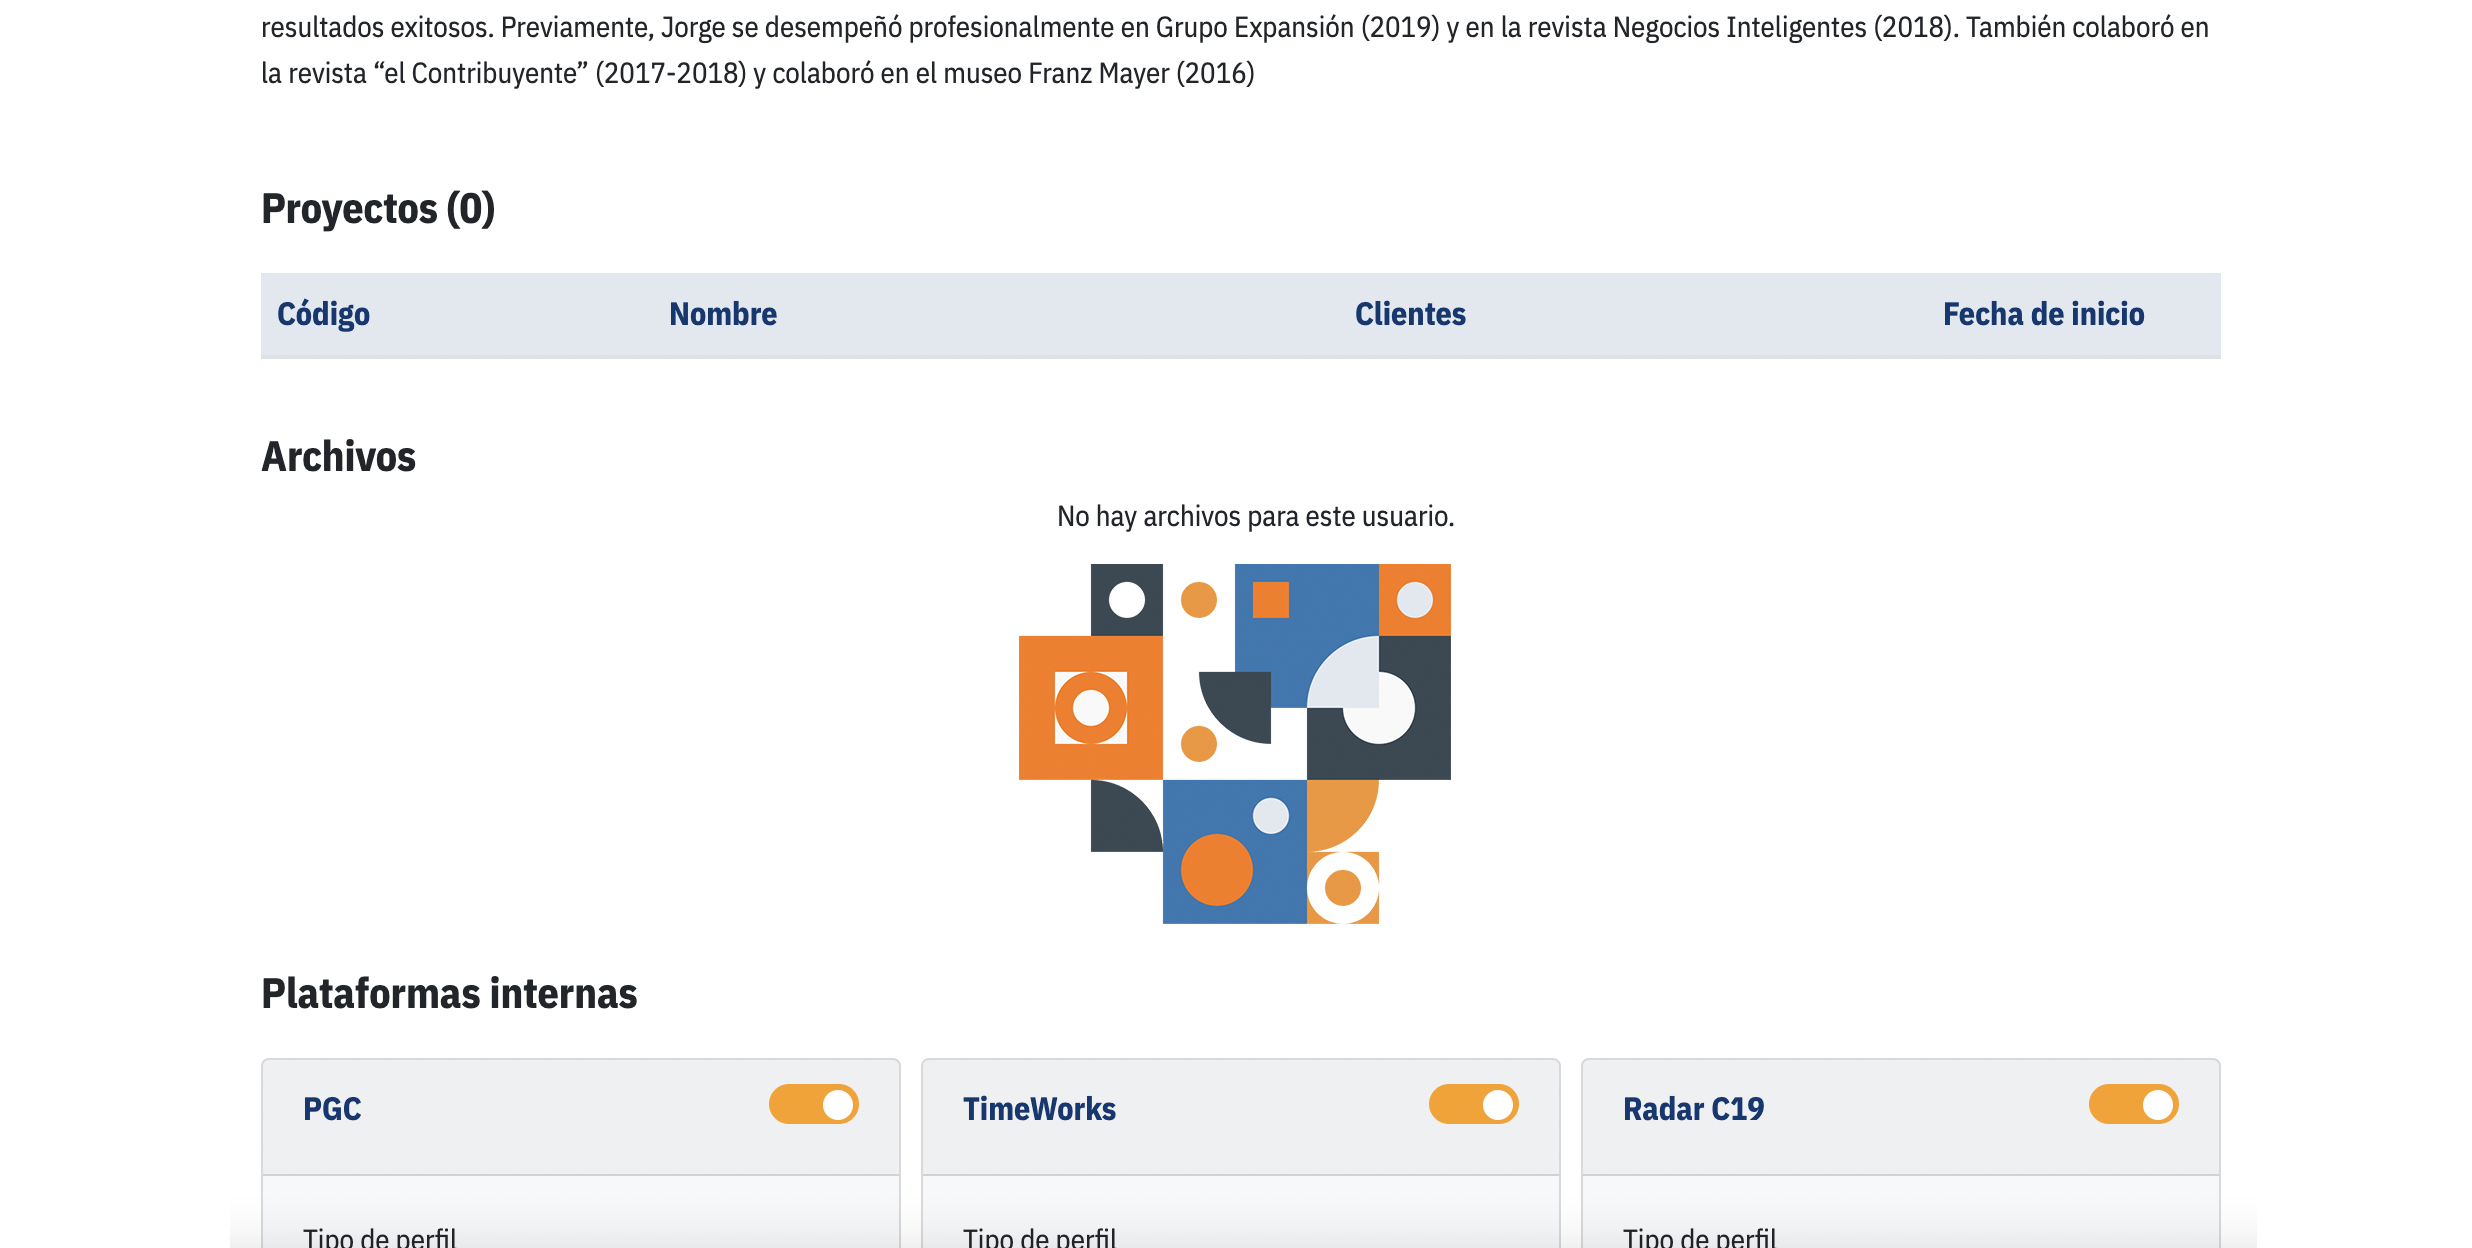 resultados exitosos. Previamente, Jorge se desempeñó profesionalmente en Grupo Expansión (2019) y en la revista Negocios Inteligentes (2018). También colaboró en
la revista “el Contribuyente” (2017-2018) y colaboró en el museo Franz Mayer (2016)
Proyectos (0)
Código Nombre Clientes Fecha de inicio
Archivos
No hay archivos para este usuario.
Plataformas internas
PGC TimeWorks Radar C19
Tipo de perfil Tipo de perfil Tipo de perfil